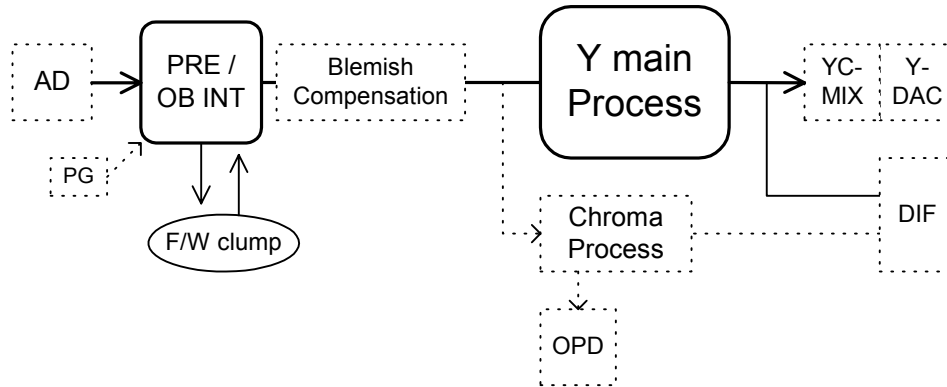 AD
PRE /
OB INT
Blemish
Compensation
Y main
Process
YC-
MIX
Y-
DAC
PG
F/W clump
Chroma
Process
DIF
OPD